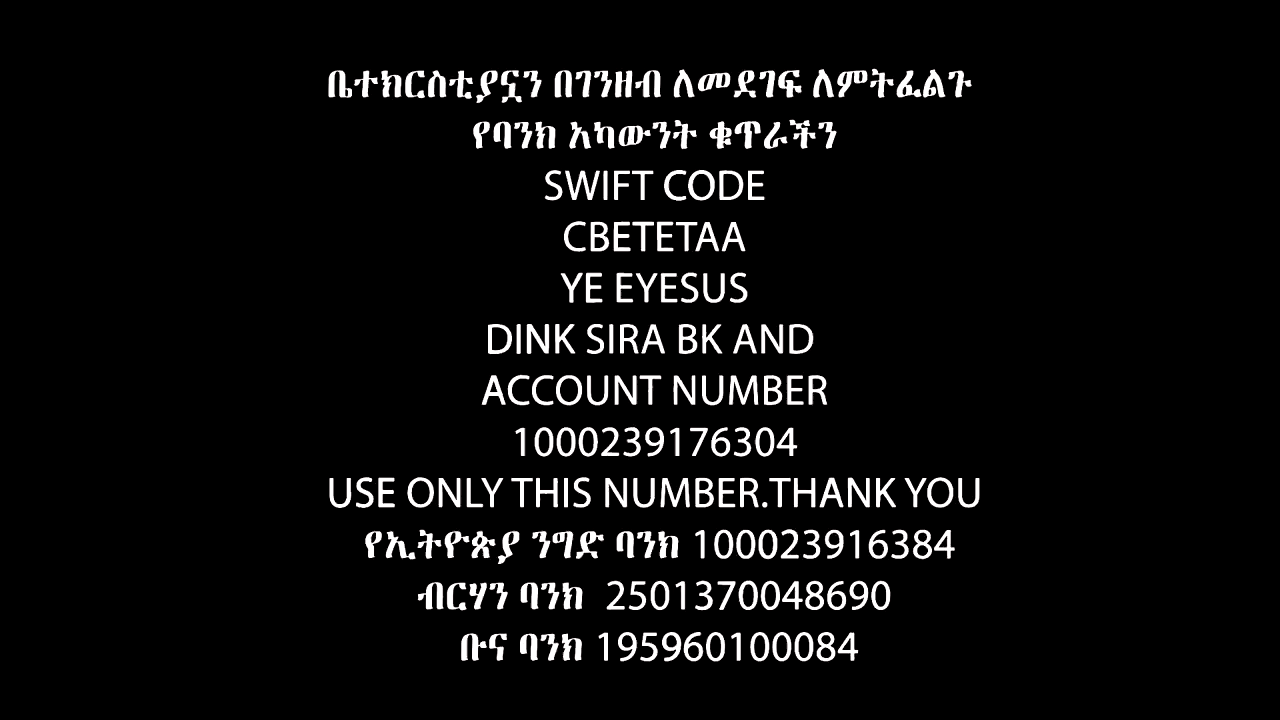 ቤተክርስቲያኗን በገንዘብ ለመደገፍ ለምትፈልጉ
የባንክ አካውንት ቁጥራችን
SWIFT CODE
CBETETAA
YE EYESUS
DINK SIRA BK AND
ACCOUNT NUMBER
1000239176304
USE ONLY THIS NUMBER.THANK YOU
የኢትዮጵያ ንግድ ባንክ 100023916384
ብርሃን ባንክ 2501370048690
ቡና ባንክ 195960100084